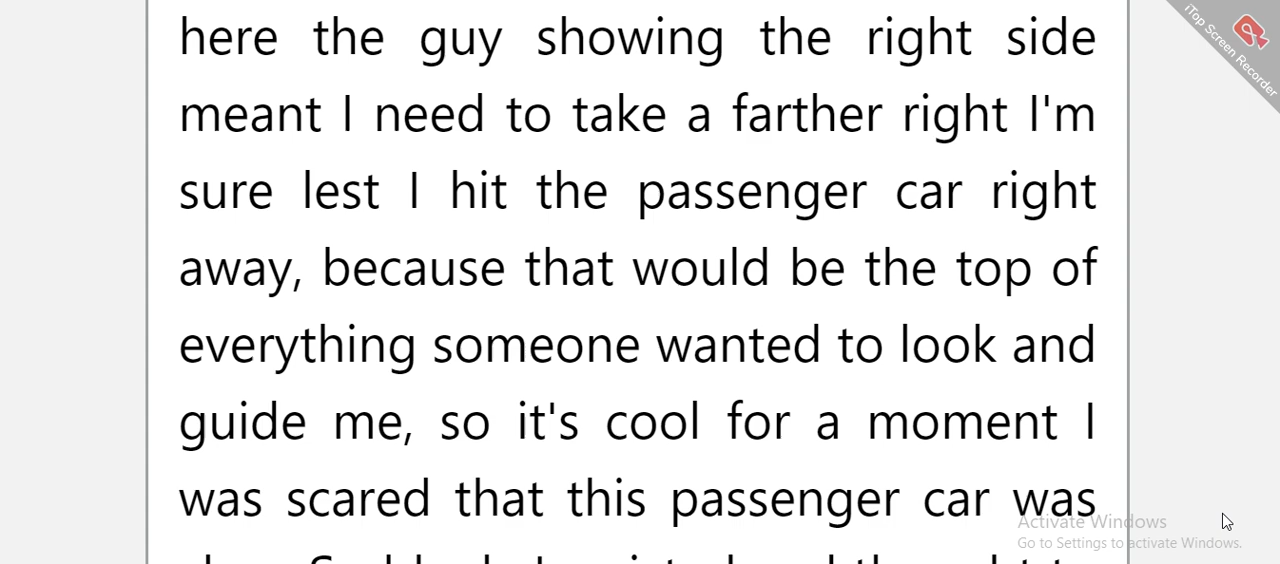 here the guy showing the right side
meant I need to take a farther right I'm
sure lest I hit the passenger car right
away, because that would be the top of
everything someone wanted to look and
guide me, so it's cool for a moment I
was scared that this passenger car was
iTop Screen Recorder
Activate Windows
Go to Settings to activate Windows.